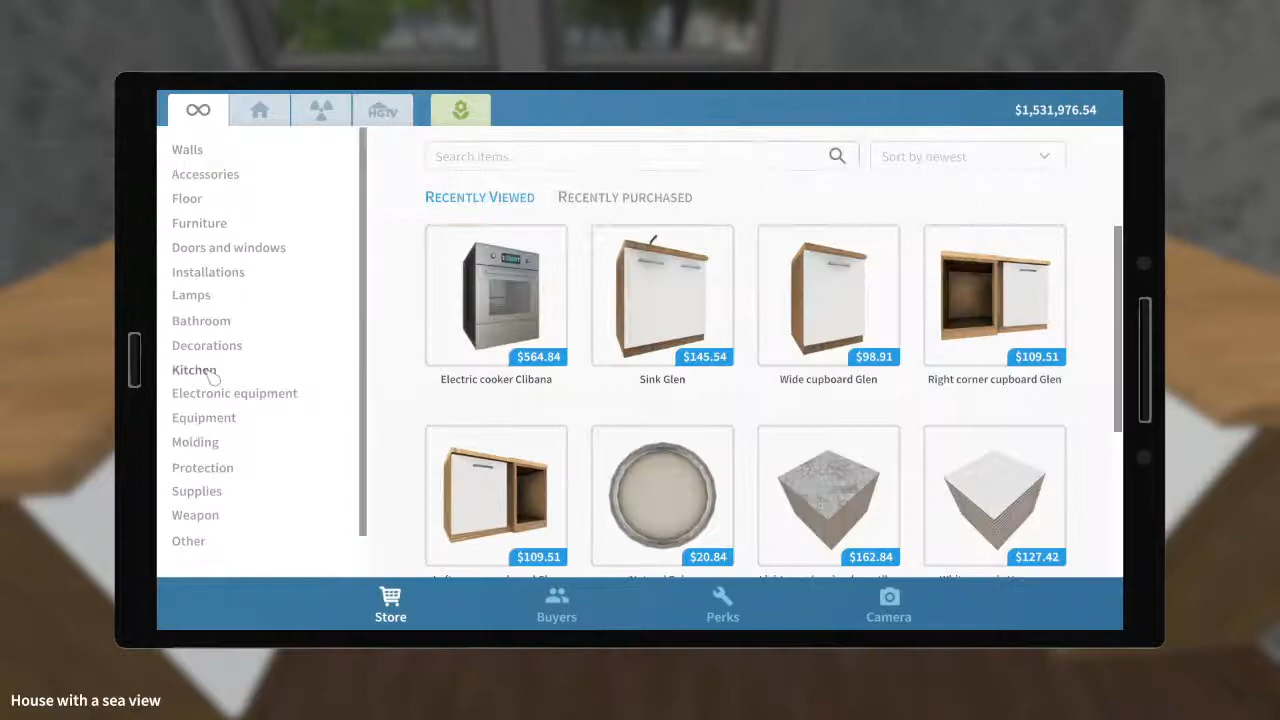 HGTV
$1,531,976.54
Walls
Accessories
Floor
Furniture
Doors and windows
Installations
Lamps
Bathroom
Decorations
Kitchen
Electronic equipment
Equipment
Molding
Protection
Supplies
Weapon
Other
Search items...
Sort by newest
RECENTLY VIEWED
RECENTLY PURCHASED
$564.84
$145.54
$98.91
$109.51
Electric cooker Clibana
Sink Glen
Wide cupboard Glen
Right corner cupboard Glen
$109.51
$20.84
$162.84
$127.42
Store
Buyers
Perks
Camera
House with a sea view